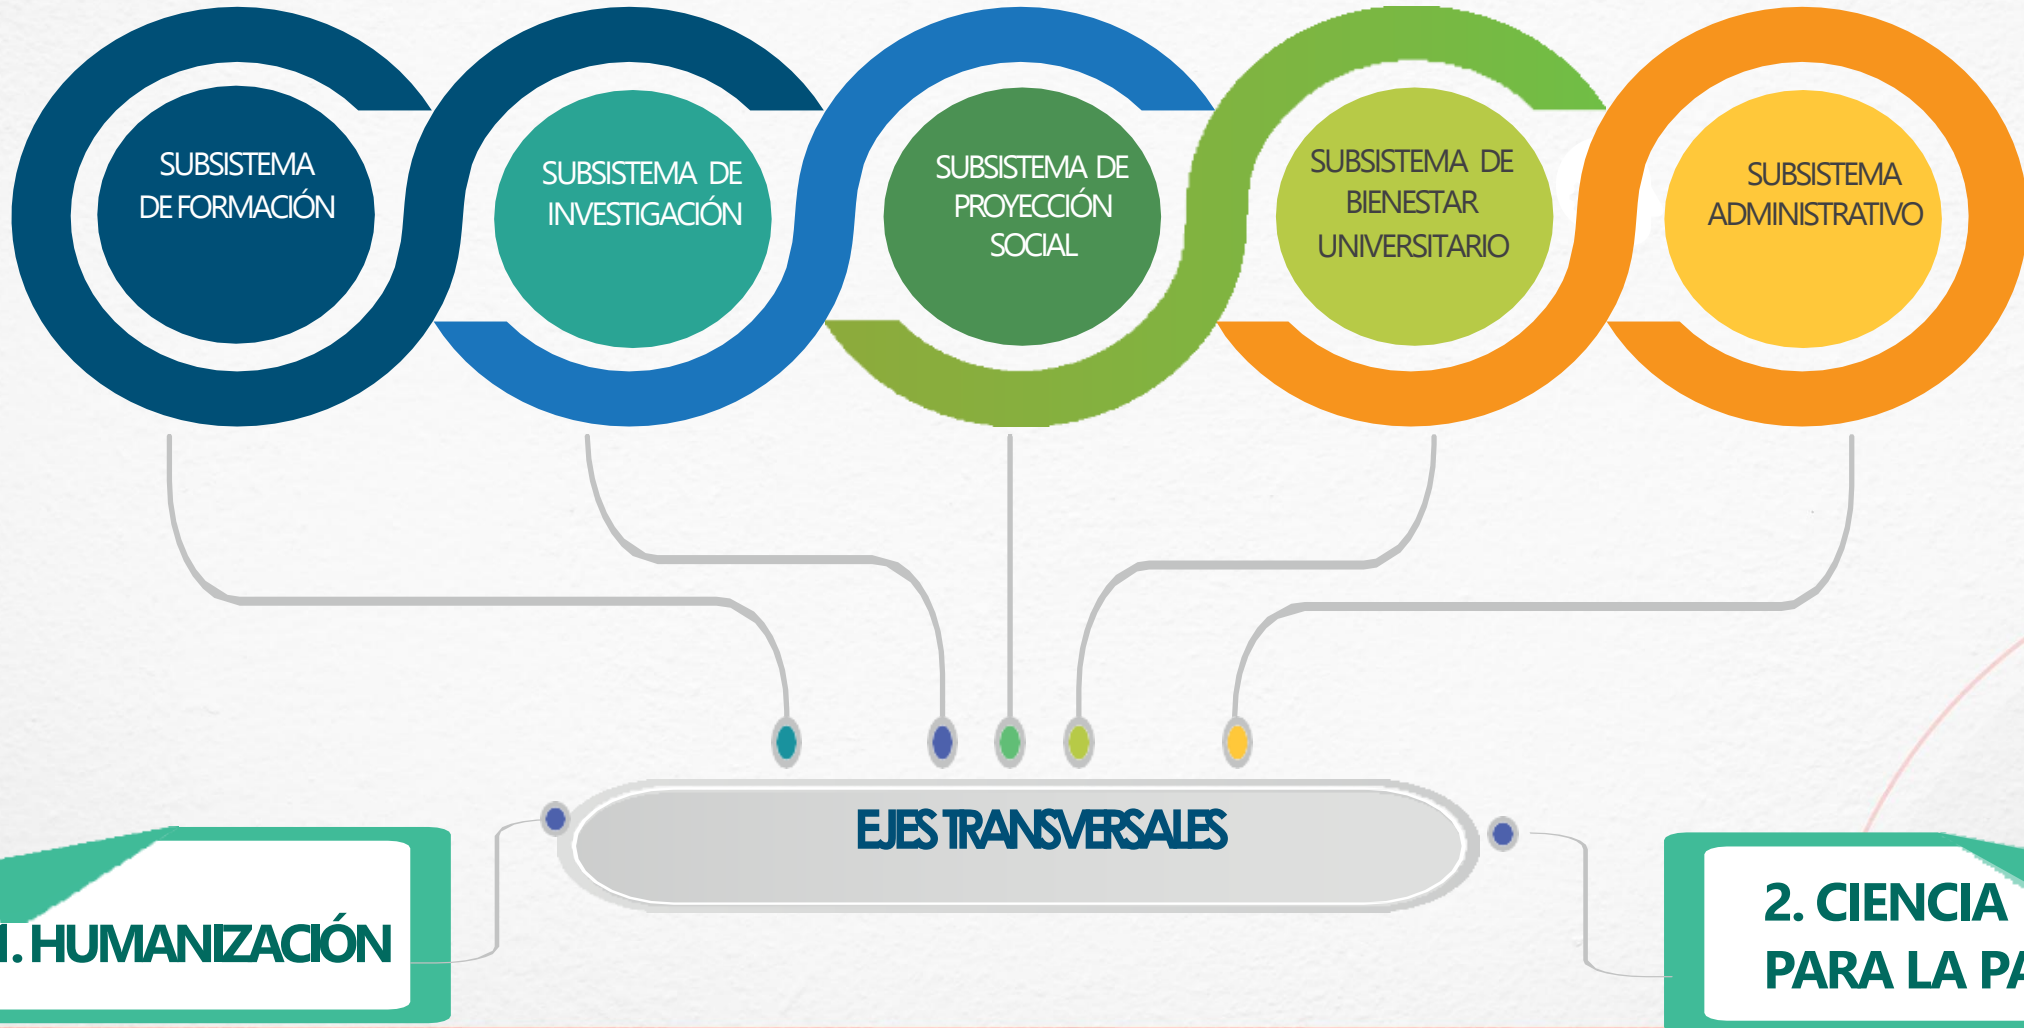 SUBSISTEMA
DE FORMACIÓN
SUBSISTEMA DE
INVESTIGACIÓN
SUBSISTEMA DE
PROYECCIÓN
SOCIAL
SUBSISTEMA DE
BIENESTAR
UNIVERSITARIO
SUBSISTEMA
ADMINISTRATIVO
EJES TRANSVERSALES
1. HUMANIZACIÓN
2. CIENCIA
PARA LA